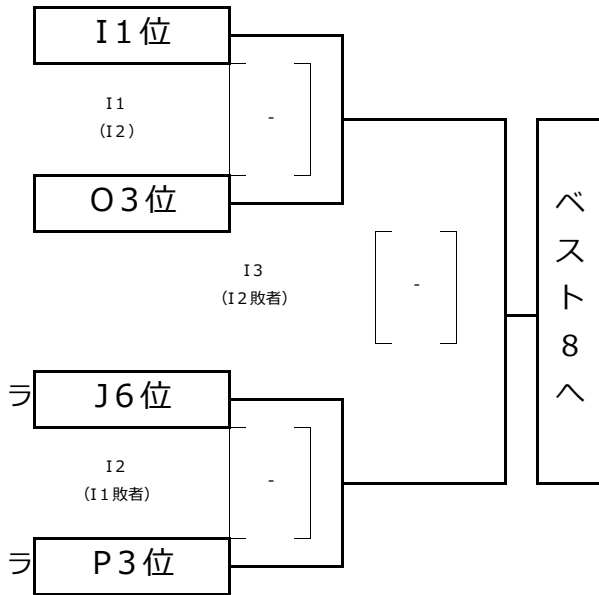 I1位
I1
（I2）
-
O3位
I3
（I2敗者）
-
ラ J6位
I2
（I1敗者）
-
ラ P3位
ベスト8へ